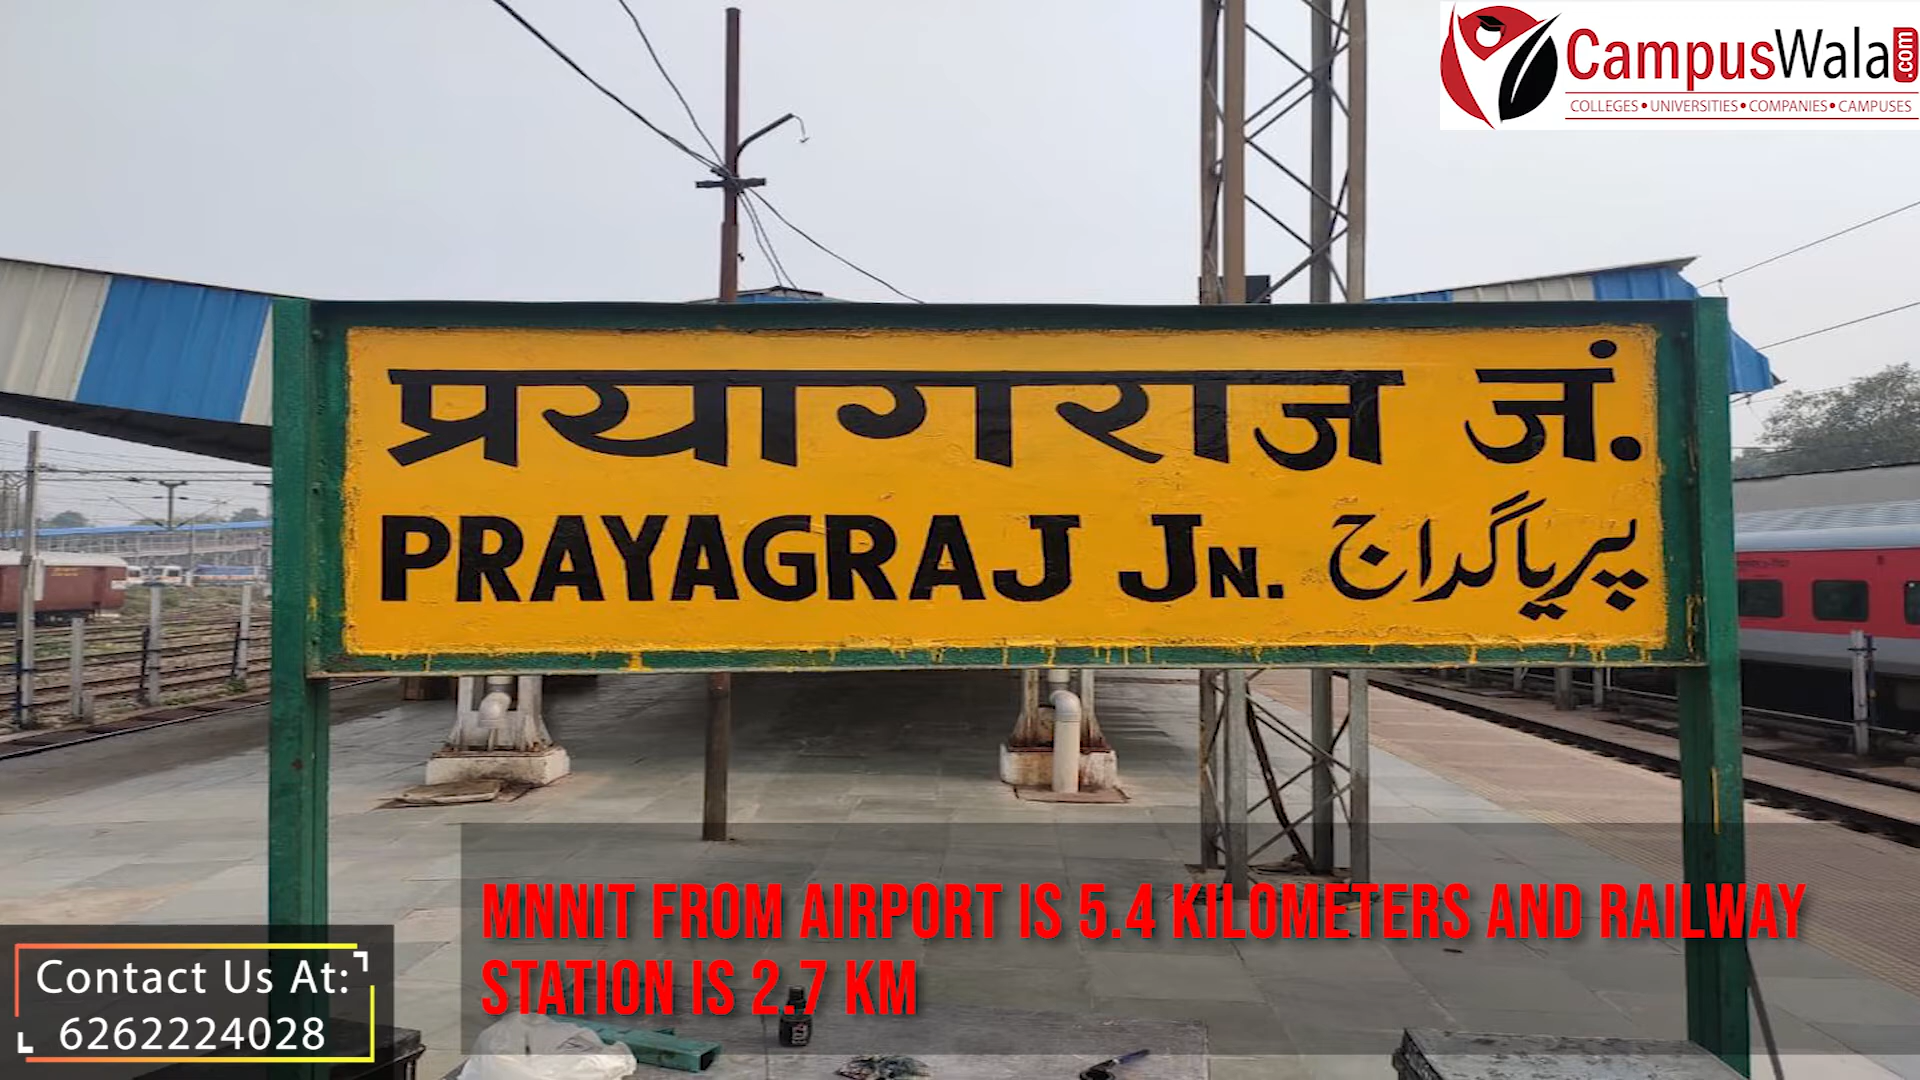 CampusWala.com
COLLEGES • UNIVERSITIES • COMPANIES • CAMPUSES
प्रयागराज जं.
PRAYAGRAJ JN. پریاگراج
MNNIT FROM AIRPORT IS 5.4 KILOMETERS AND RAILWAY
STATION IS 2.7 KM
Contact Us At:
6262224028